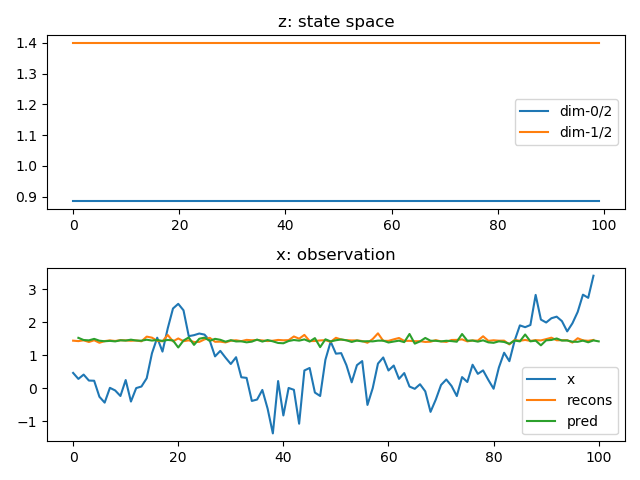 z: state space
1.4
1.3
1.2
1.1
1.0
0.9
dim-0/2
dim-1/2
0 20 40 60 80 100
x: observation
3
2
1
0
−1
x
recons
pred
0 20 40 60 80 100